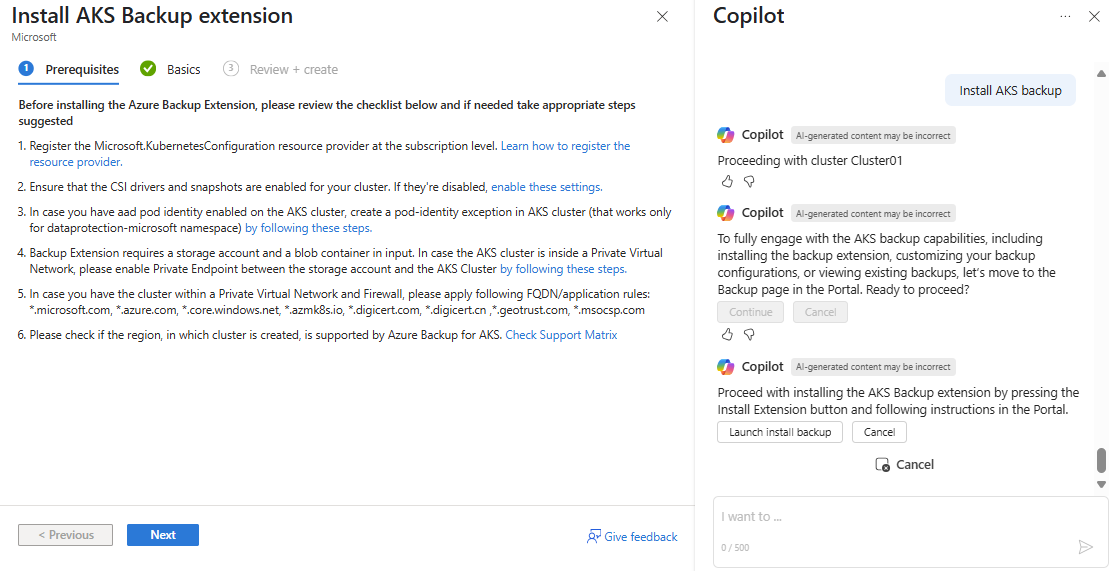 Install AKS Backup extension
Microsoft
1 Prerequisites
Basics
3 Review + create
Before installing the Azure Backup Extension, please review the checklist below and if needed take appropriate steps
suggested
1. Register the Microsoft.KubernetesConfiguration resource provider at the subscription level. Learn how to register the
resource provider.
2. Ensure that the CSI drivers and snapshots are enabled for your cluster. If they're disabled, enable these settings.
3. In case you have aad pod identity enabled on the AKS cluster, create a pod-identity exception in AKS cluster (that works only
for dataprotection-microsoft namespace) by following these steps.
4. Backup Extension requires a storage account and a blob container in input. In case the AKS cluster is inside a Private Virtual
Network, please enable Private Endpoint between the storage account and the AKS Cluster by following these steps.
5. In case you have the cluster within a Private Virtual Network and Firewall, please apply following FQDN/application rules:
*.microsoft.com, *.azure.com, *.core.windows.net, *.azmk8s.io, *.digicert.com, *.digicert.cn ,*.geotrust.com, *.msocsp.com
6. Please check if the region, in which cluster is created, is supported by Azure Backup for AKS. Check Support Matrix
< Previous
Next
Give feedback
Copilot
Install AKS backup
Copilot AI-generated content may be incorrect
Proceeding with cluster Cluster01
Copilot AI-generated content may be incorrect
To fully engage with the AKS backup capabilities, including
installing the backup extension, customizing your backup
configurations, or viewing existing backups, let's move to the
Backup page in the Portal. Ready to proceed?
Continue
Cancel
Copilot AI-generated content may be incorrect
Proceed with installing the AKS Backup extension by pressing the
Install Extension button and following instructions in the Portal.
Launch install backup
Cancel
Cancel
I want to ...
0 / 500